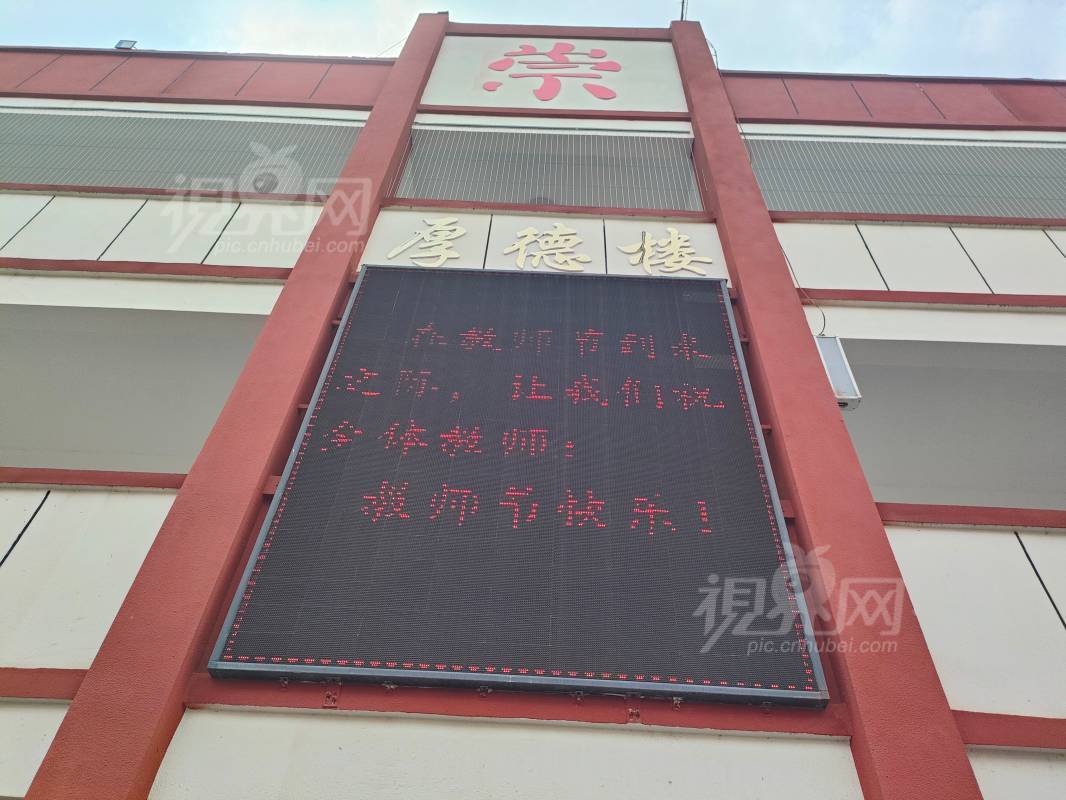 崇
厚德楼
在教师节到来
之际，让我们祝
全体教师：
教师节快乐！
视界网
pic.cnhubei.com
视界网
pic.cnhubei.com